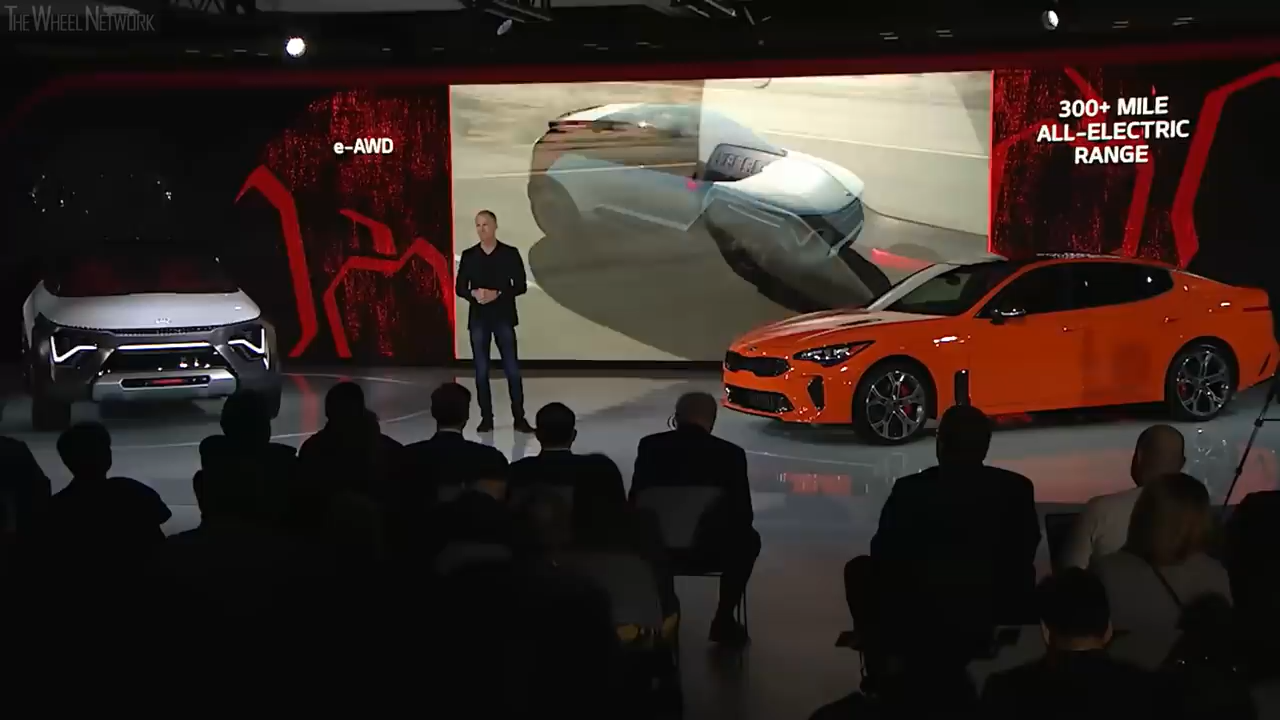 THE WHEEL NETWORK
e-AWD
300+ MILE
ALL-ELECTRIC
RANGE